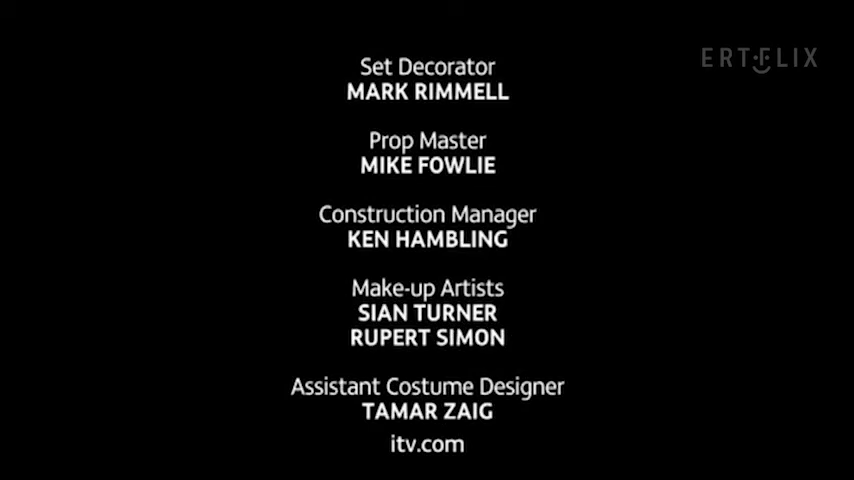 ERTFLIX
Set Decorator
MARK RIMMELL
Prop Master
MIKE FOWLIE
Construction Manager
KEN HAMBLING
Make-up Artists
SIAN TURNER
RUPERT SIMON
Assistant Costume Designer
TAMAR ZAIG
itv.com